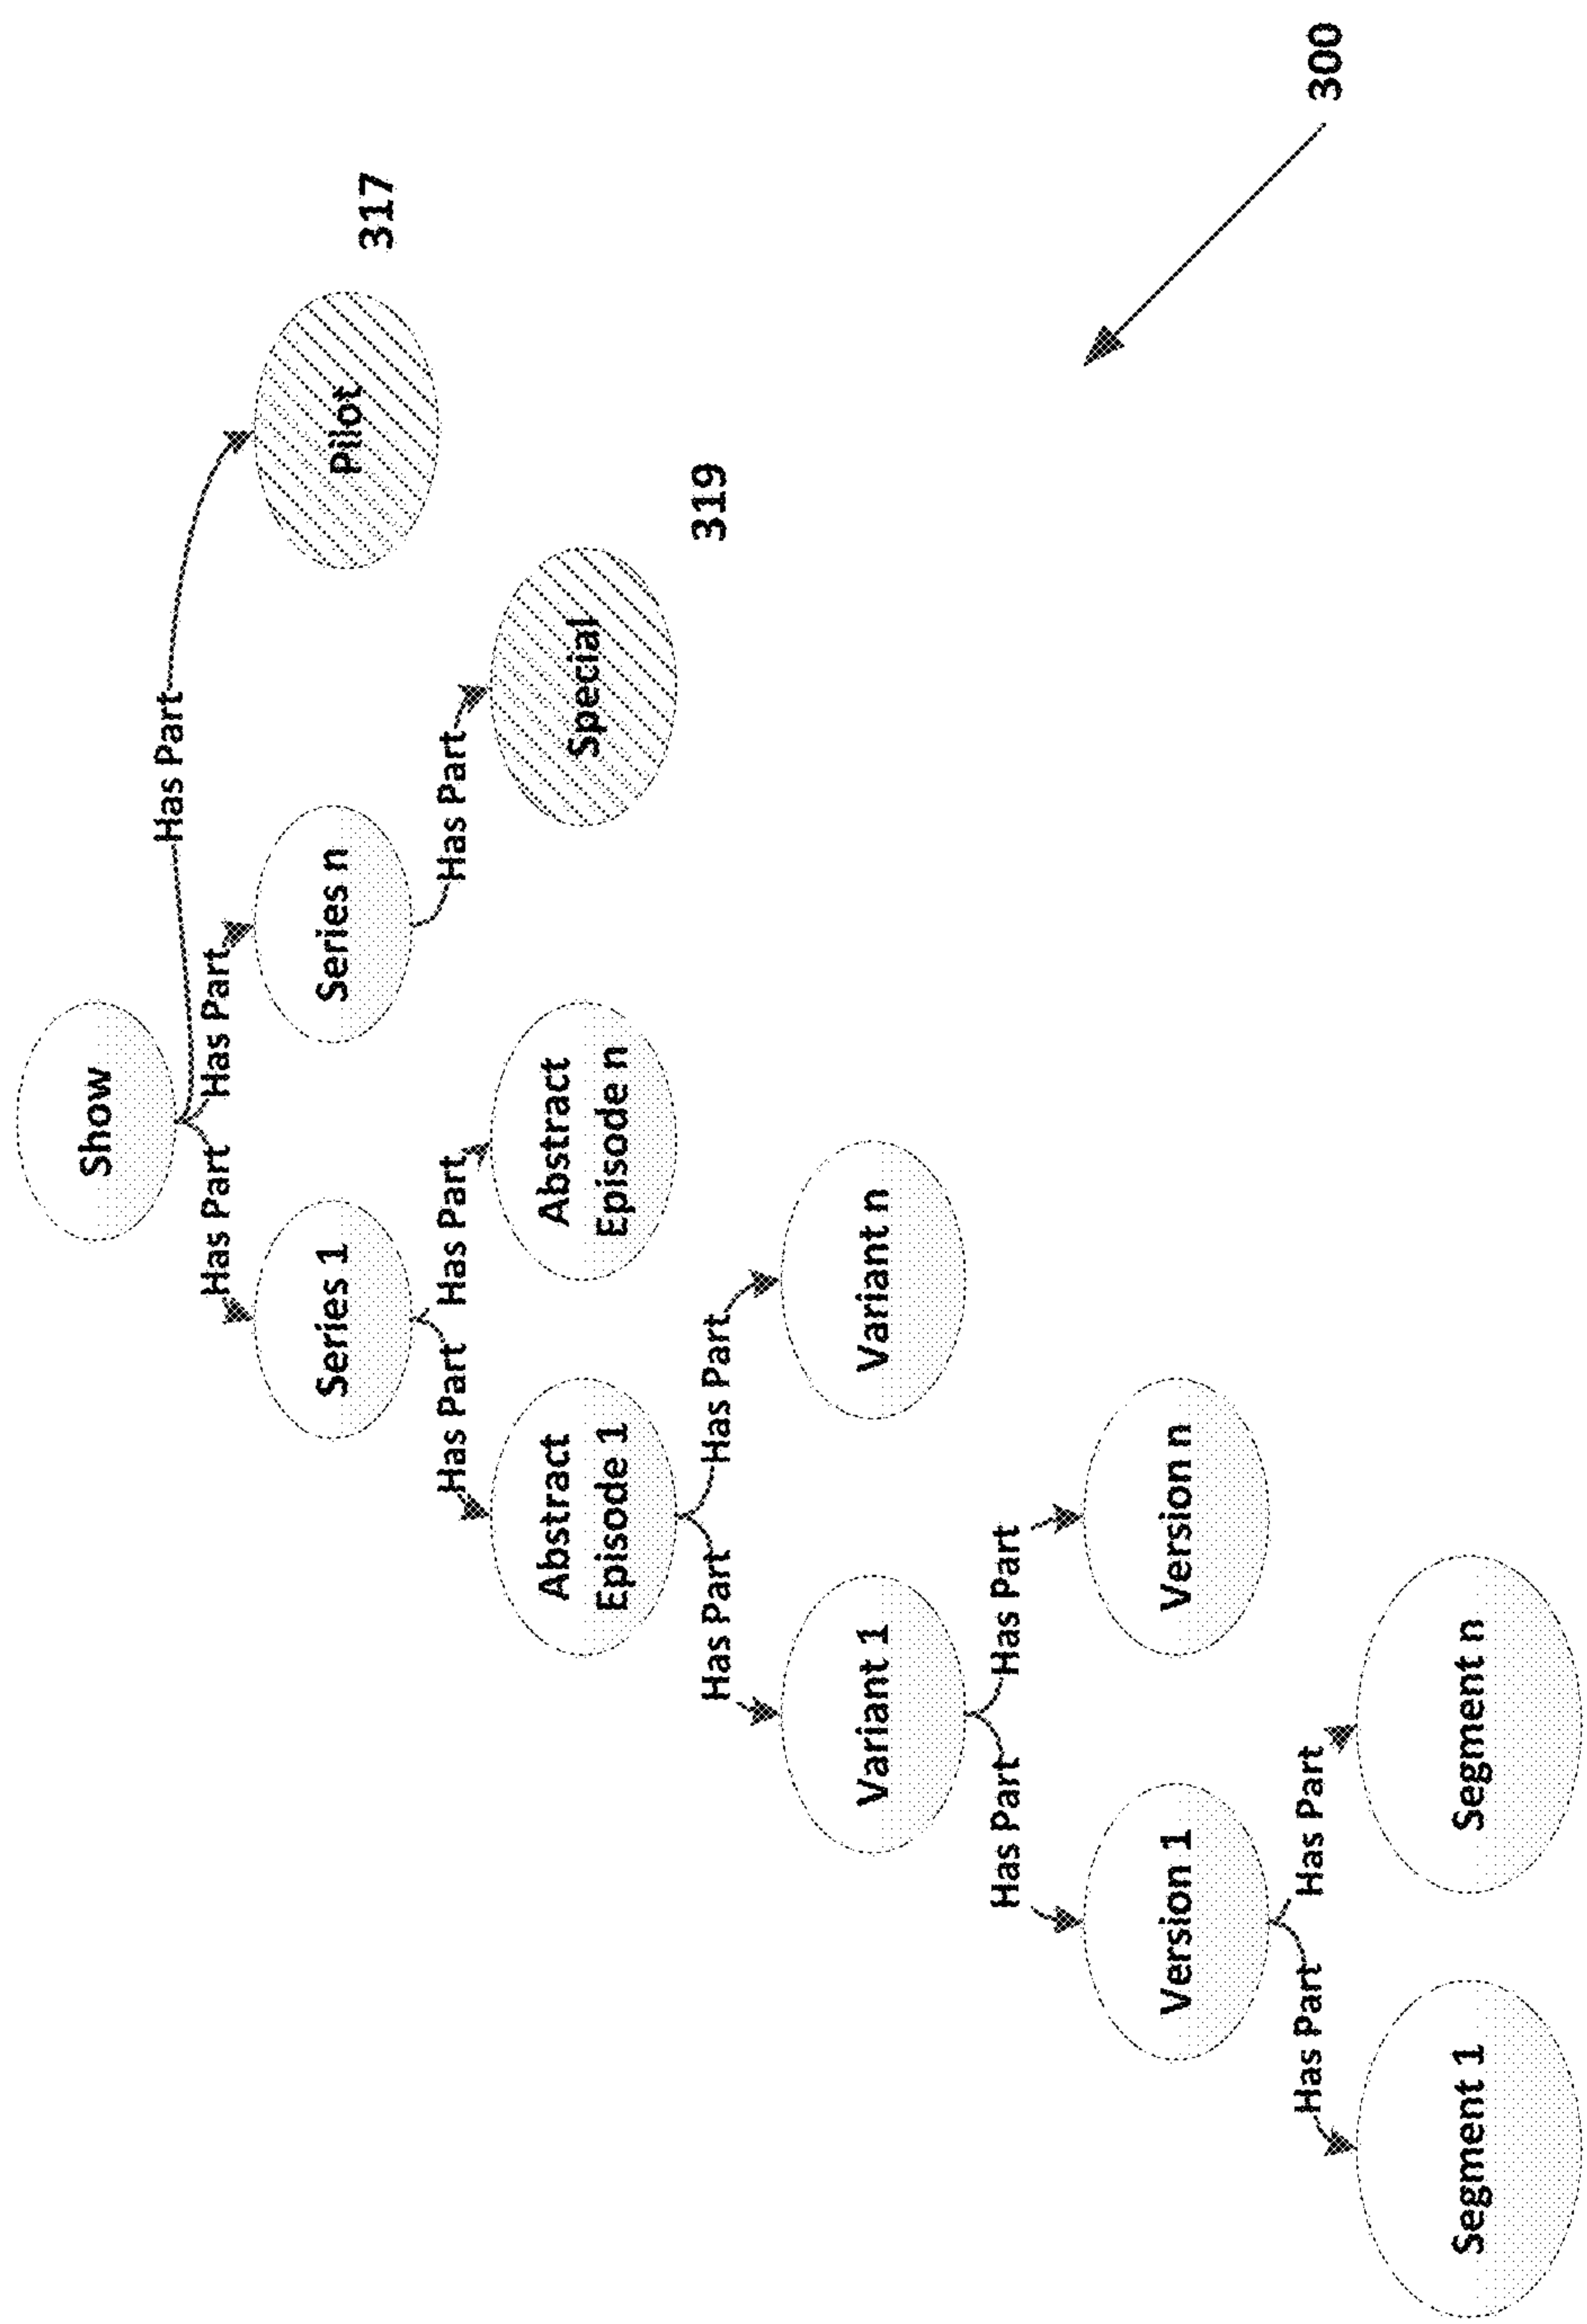 Show
Has Part
Has Part
Has Part
Series 1
Series n
Pilot
317
Has Part
Has Part
Has Part
Abstract
Episode 1
Abstract
Episode n
Special
319
Has Part
Has Part
Variant 1
Variant n
Has Part
Has Part
Version 1
Version n
Has Part
Has Part
Segment 1
Segment n
300